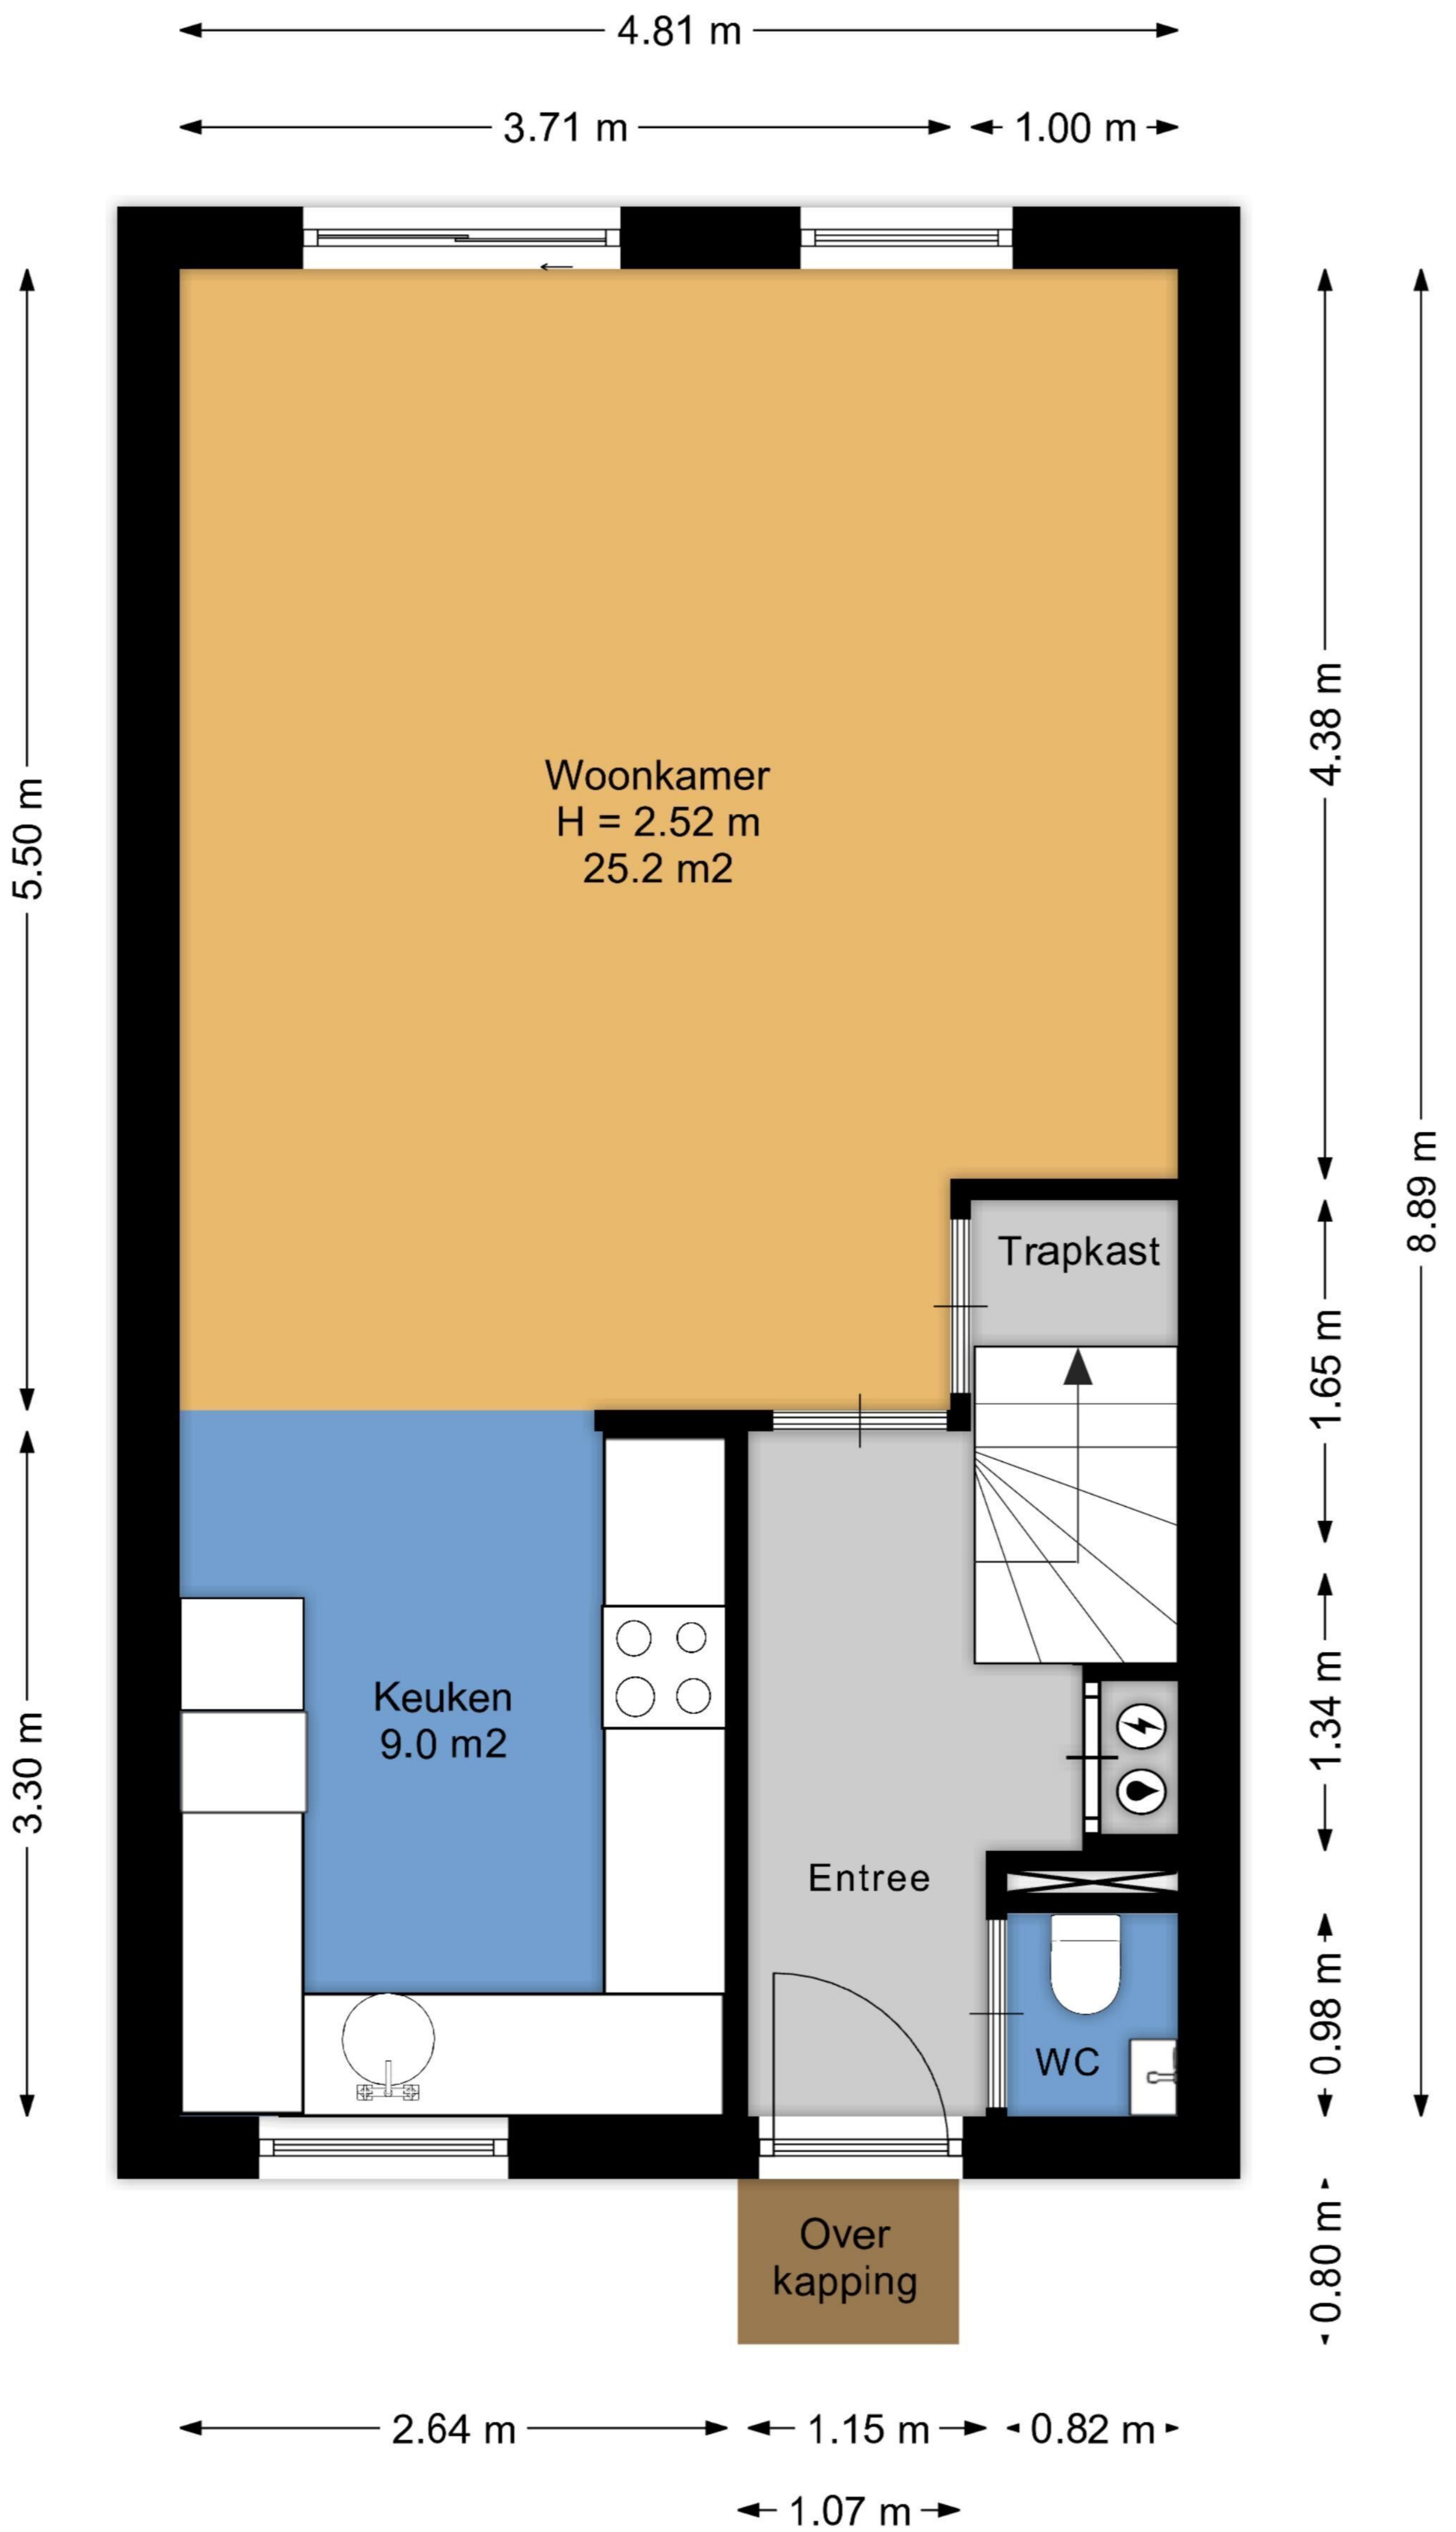 4.81 m
3.71 m
1.00 m
5.50 m
4.38 m
8.89 m
Woonkamer
H = 2.52 m
25.2 m2
Trapkast
1.65 m
Keuken
9.0 m2
3.30 m
1.34 m
Entree
0.98 m
WC
Over
kapping
0.80 m
2.64 m
1.15 m
0.82 m
1.07 m